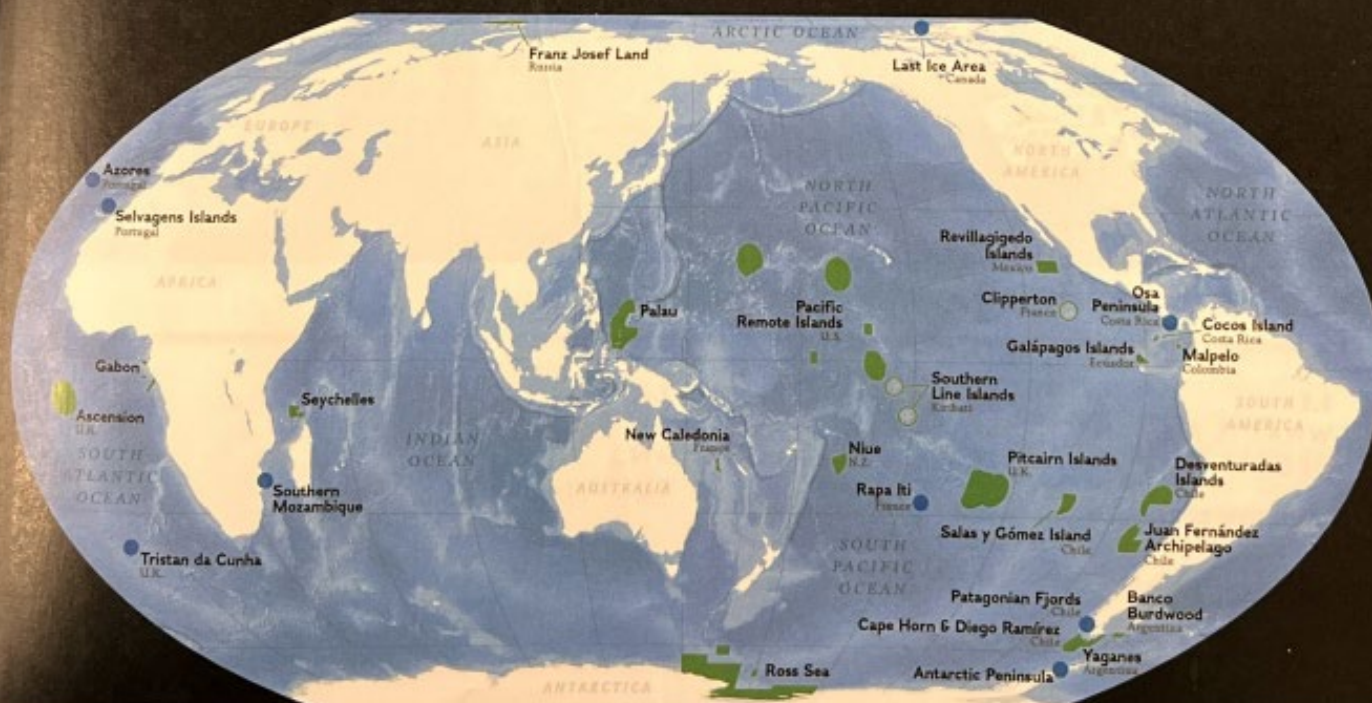 ARCTIC OCEAN
Franz Josef Land
Russia
Last Ice Area
Canada
EUROPE
ASIA
NORTH
AMERICA
Azores
Portugal
Selvagens Islands
Portugal
AFRICA
NORTH
PACIFIC
OCEAN
NORTH
ATLANTIC
OCEAN
Revillagigedo
Islands
Mexico
Palau
Pacific
Remote Islands
U.S.
Clipperton
France
Osa
Peninsula
Costa Rica
Cocos Island
Costa Rica
Galápagos Islands
Ecuador
Malpelo
Colombia
Gabon
Ascension
U.K.
Seychelles
Southern
Line Islands
Kiribati
SOUTH
AMERICA
SOUTH
ATLANTIC
OCEAN
INDIAN
OCEAN
New Caledonia
France
Niue
N.Z.
Pitcairn Islands
U.K.
Desventuradas
Islands
Chile
Southern
Mozambique
AUSTRALIA
Rapa Iti
France
Salas y Gómez Island
Chile
Juan Fernández
Archipelago
Chile
Tristan da Cunha
U.K.
SOUTH
PACIFIC
OCEAN
Patagonian Fjords
Chile
Banco
Burdwood
Argentina
Cape Horn & Diego Ramírez
Chile
Yaganes
Argentina
Ross Sea
Antarctic Peninsula
ANTARCTICA